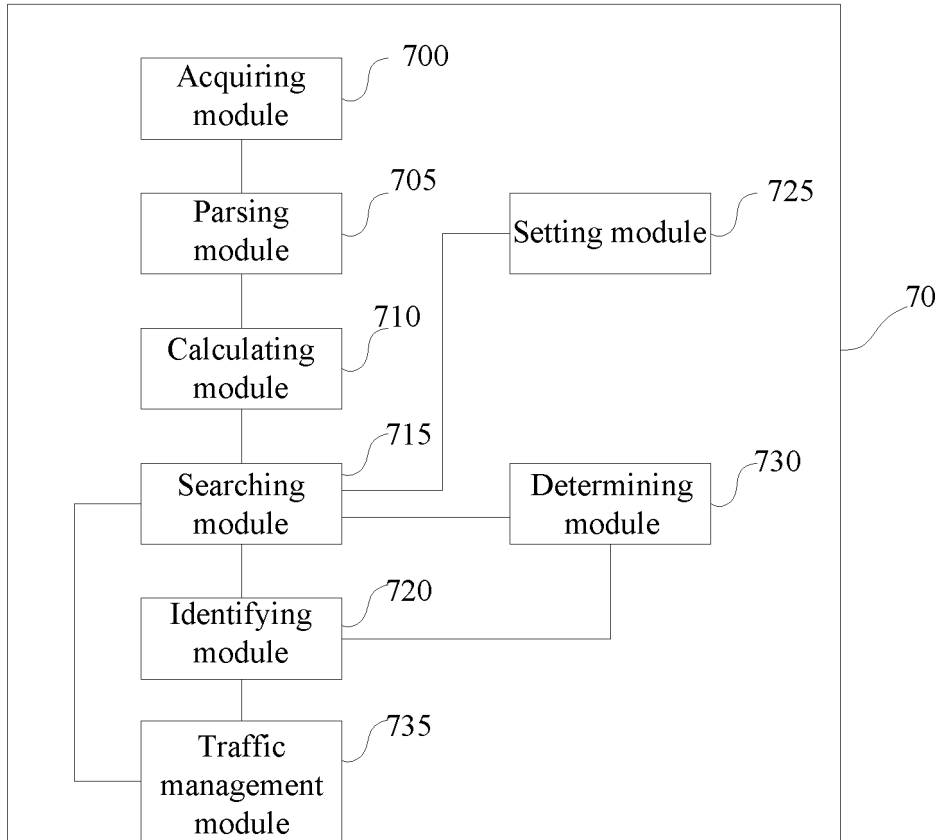 Acquiring
module
700
Parsing
module
705
Setting module
725
Calculating
module
710
70
Searching
module
715
Determining
module
730
Identifying
module
720
Traffic
management
module
735